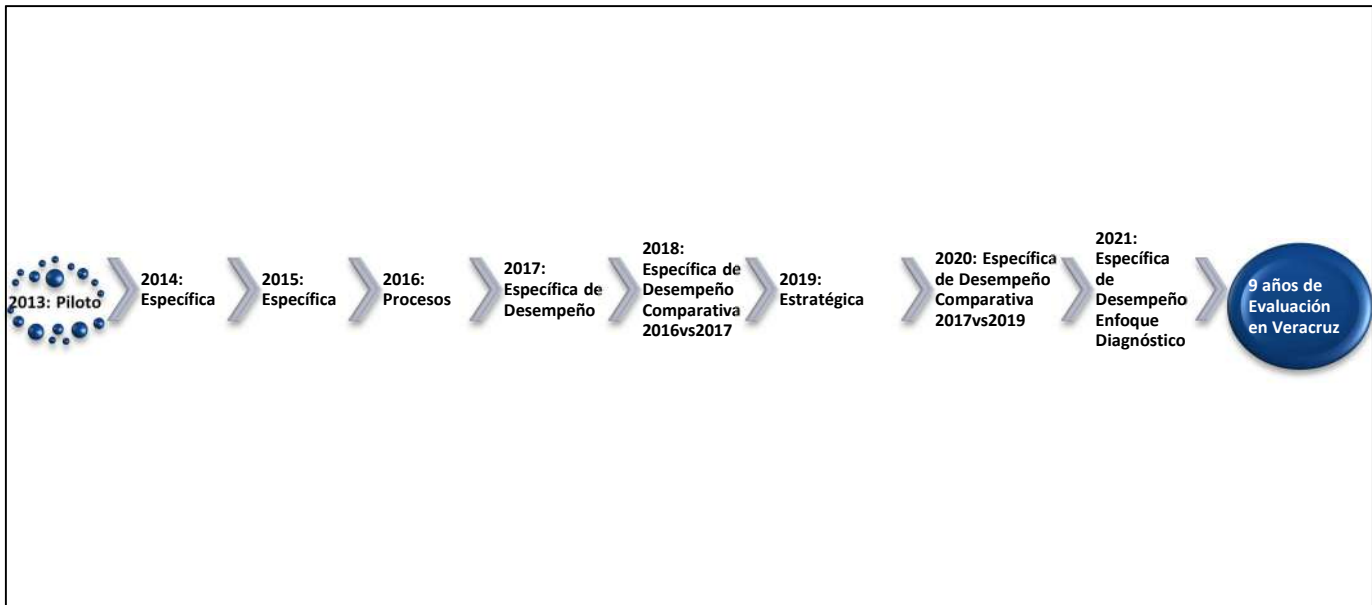 2013: Piloto
2014:
Específica
2015:
Específica
2016:
Procesos
2017:
Específica de
Desempeño
2018:
Específica de
Desempeño
Comparativa
2016vs2017
2019:
Estratégica
2020: Específica
de Desempeño
Comparativa
2017vs2019
2021:
Específica
de
Desempeño
Enfoque
Diagnóstico
9 años de
Evaluación
en Veracruz